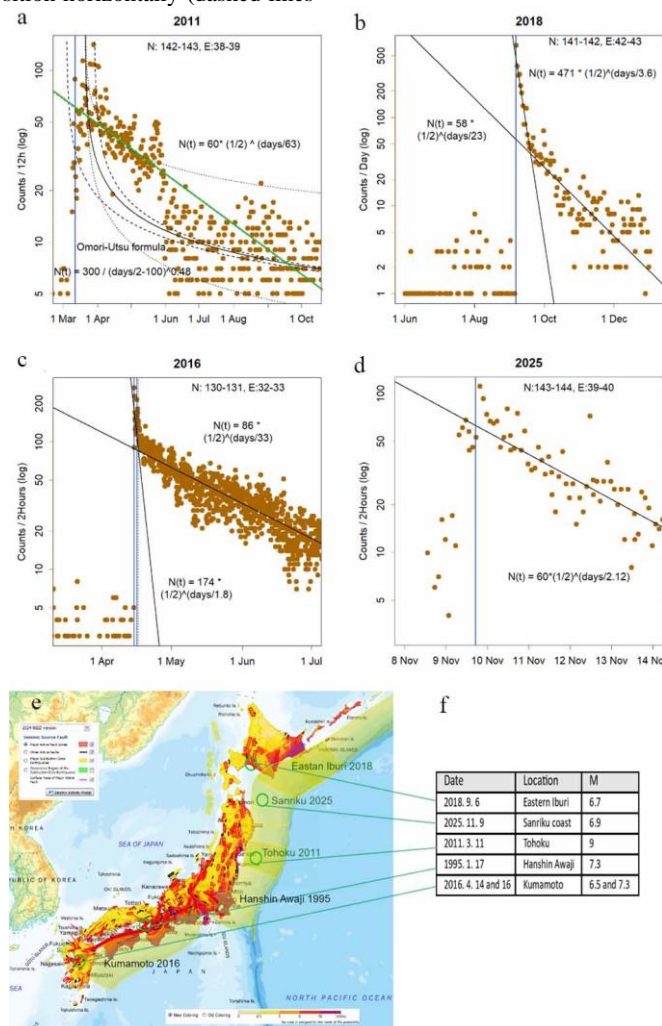 osition horizontally (dashed lines
a
2011
N: 142-143, E:38-39
N(t) = 60* (1/2) ^ (days/63)
Omori-Utsu formula
N(t) = 300 / (days/2-100)^0.48
Counts / 12h (log)
100
50
20
10
5
1 Mar 1 Apr 1 Jun 1 Jul 1 Aug 1 Oct
b
2018
N: 141-142, E:42-43
N(t) = 471 * (1/2)^(days/3.6)
N(t) = 58 *
(1/2)^(days/23)
Counts / Day (log)
500
200
50
20
10
5
2
1
1 Jun 1 Aug 1 Oct 1 Dec
c
2016
N: 130-131, E:32-33
N(t) = 86 *
(1/2)^(days/33)
N(t) = 174 *
(1/2)^(days/1.8)
Counts / 2Hours (log)
200
100
50
20
10
5
1 Apr 1 May 1 Jun 1 Jul
d
2025
N:143-144, E:39-40
N(t) = 60*(1/2)^(days/2.12)
Counts / 2Hours (log)
100
50
20
10
5
8 Nov 9 Nov 10 Nov 11 Nov 12 Nov 13 Nov 14 Nov
e
Eastan Iburi 2018
Sanriku 2025
Tohoku 2011
Hanshin Awaji 1995
Kumamoto 2016
SEA OF JAPAN
JAPAN
NORTH PACIFIC OCEAN
f
Date Location M
2018. 9. 6 Eastern Iburi 6.7
2025. 11. 9 Sanriku coast 6.9
2011. 3. 11 Tohoku 9
1995. 1. 17 Hanshin Awaji 7.3
2016. 4. 14 and 16 Kumamoto 6.5 and 7.3